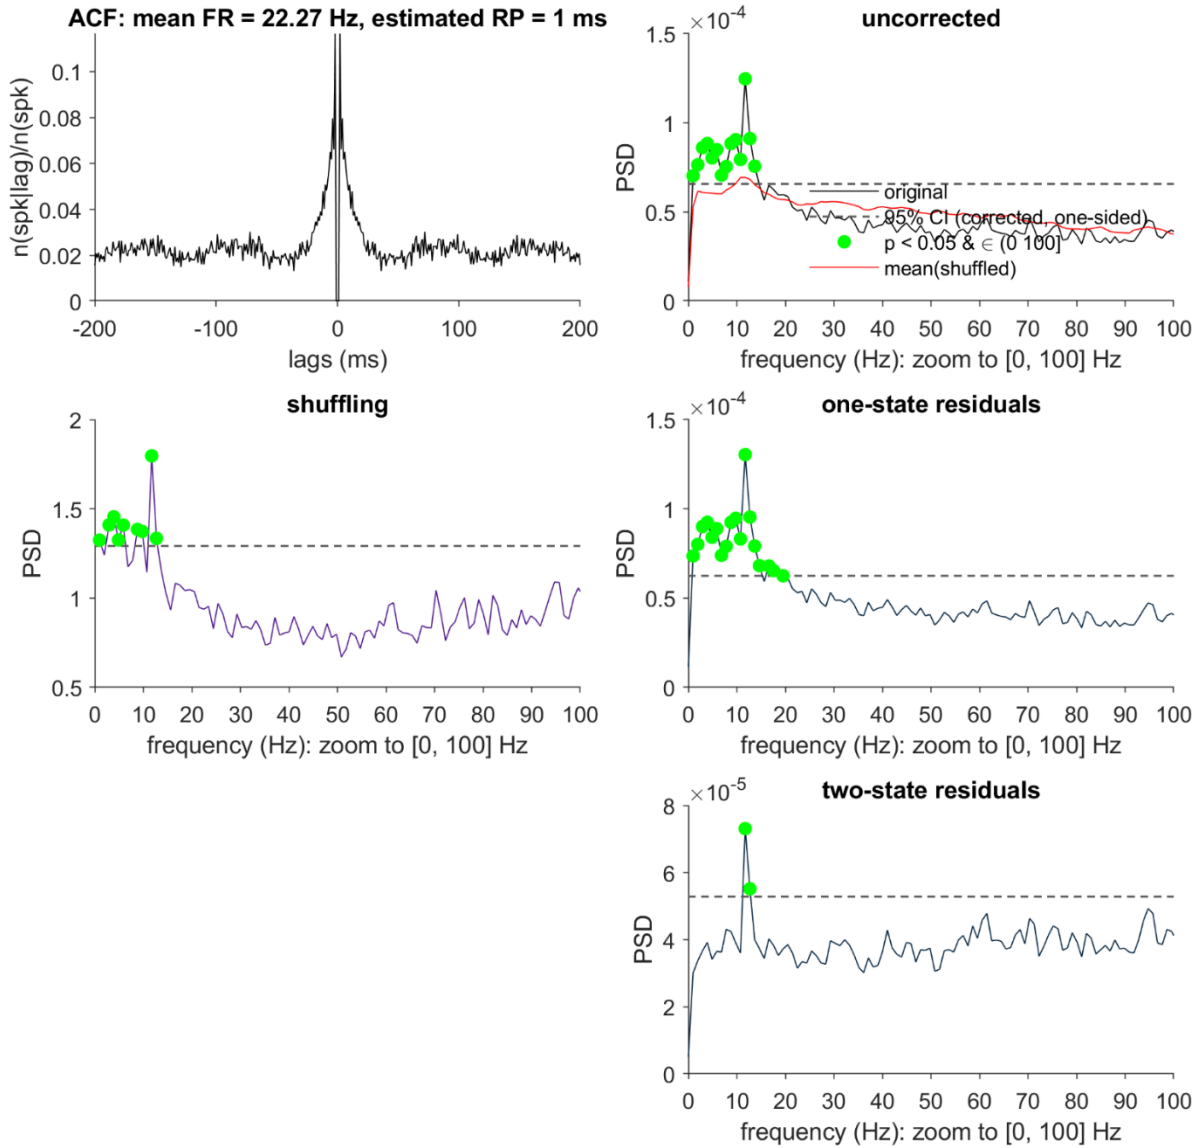 ACF: mean FR = 22.27 Hz, estimated RP = 1 ms
n(spk|lag)/n(spk)
0.1
0.08
0.06
0.04
0.02
0
-200 -100 0 100 200
lags (ms)
uncorrected
×10⁻⁴
PSD
1.5
1
0.5
0
original
95% CI (corrected, one-sided)
p < 0.05 & ∈ (0 100]
mean(shuffled)
0 10 20 30 40 50 60 70 80 90 100
frequency (Hz): zoom to [0, 100] Hz
shuffling
PSD
2
1.5
1
0.5
0 10 20 30 40 50 60 70 80 90 100
frequency (Hz): zoom to [0, 100] Hz
one-state residuals
×10⁻⁴
PSD
1.5
1
0.5
0
0 10 20 30 40 50 60 70 80 90 100
frequency (Hz): zoom to [0, 100] Hz
two-state residuals
×10⁻⁵
PSD
8
6
4
2
0
0 10 20 30 40 50 60 70 80 90 100
frequency (Hz): zoom to [0, 100] Hz